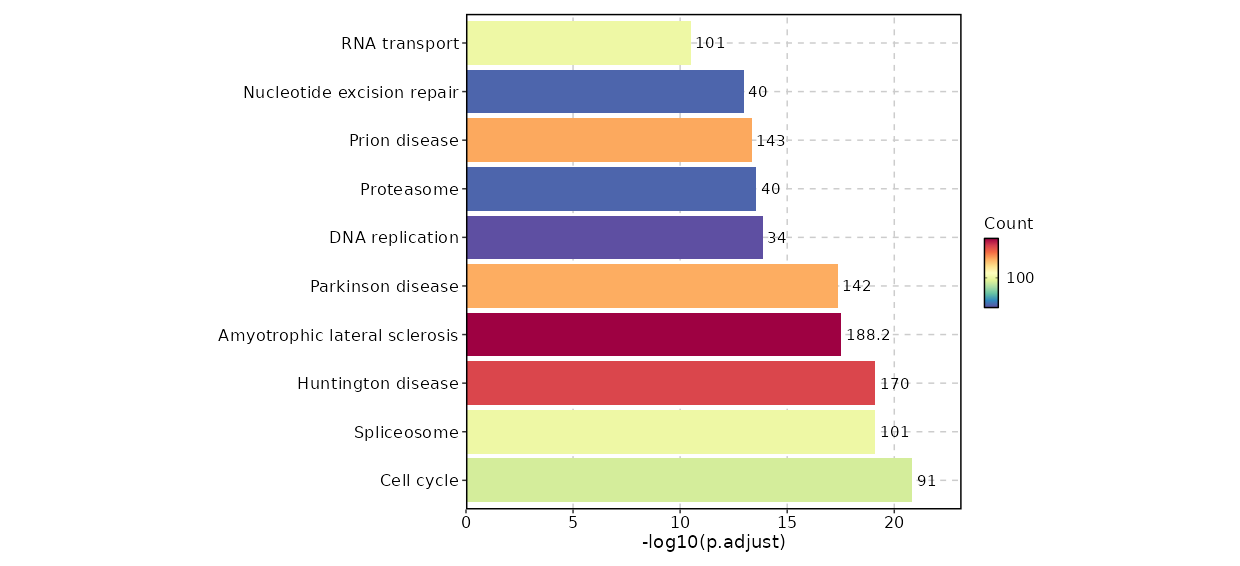 RNA transport 101
Nucleotide excision repair 40
Prion disease 143
Proteasome 40
DNA replication 34
Parkinson disease 142
Amyotrophic lateral sclerosis 188.2
Huntington disease 170
Spliceosome 101
Cell cycle 91
0 5 10 15 20
-log10(p.adjust)
Count
100